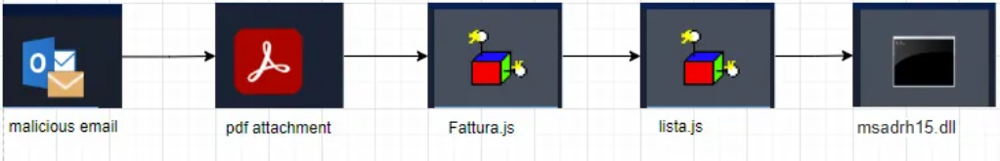 malicious email
pdf attachment
Fattura.js
lista.js
msadrh15.dll